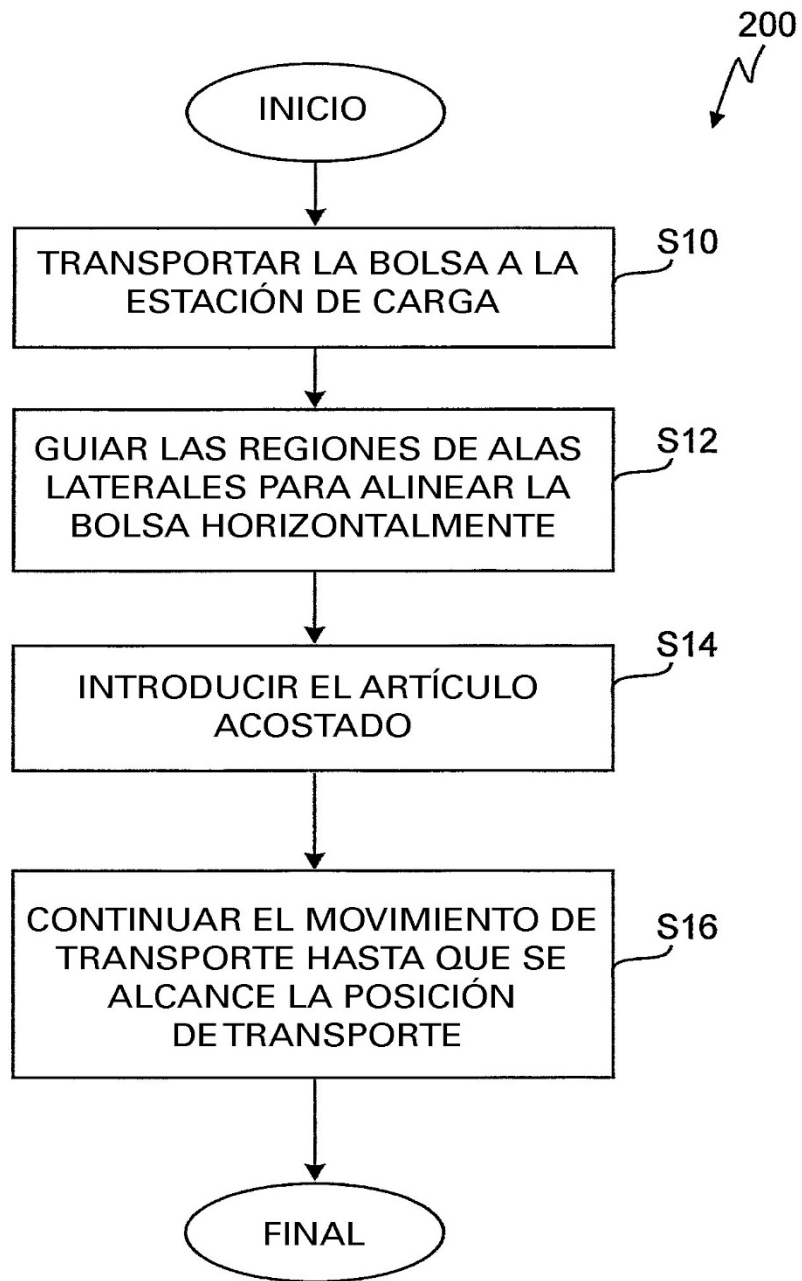 200
INICIO
TRANSPORTAR LA BOLSA A LA
ESTACIÓN DE CARGA
S10
GUIAR LAS REGIONES DE ALAS
LATERALES PARA ALINEAR LA
BOLSA HORIZONTALMENTE
S12
INTRODUCIR EL ARTÍCULO
ACOSTADO
S14
CONTINUAR EL MOVIMIENTO DE
TRANSPORTE HASTA QUE SE
ALCANCE LA POSICIÓN
DE TRANSPORTE
S16
FINAL